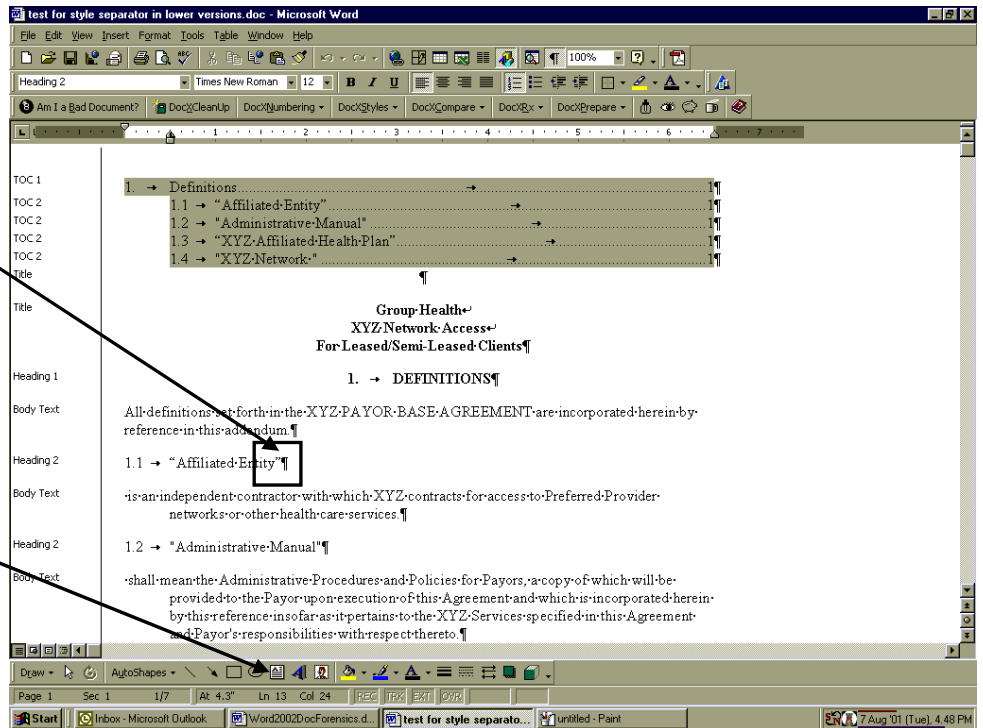 test for style separator in lower versions.doc - Microsoft Word
File Edit View Insert Format Tools Table Window Help
100%
Heading 2 Times New Roman 12 B I U A
Am I a Bad Document? DocXCleanUp DocXNumbering DocXStyles DocXCompare DocXRx DocXPrepare
1 2 3 4 5 6 7
TOC 1 1. → Definitions → 1¶
TOC 2 1.1 → “Affiliated·Entity” → 1¶
TOC 2 1.2 → "Administrative·Manual" → 1¶
TOC 2 1.3 → “XYZ·Affiliated·Health·Plan” → 1¶
TOC 2 1.4 → "XYZ·Network·" → 1¶
Title ¶
Title Group·Health↵
XYZ·Network·Access↵
For·Leased/Semi-Leased·Clients¶
Heading 1 1. → DEFINITIONS¶
Body Text All·definitions·set·forth·in·the·XYZ·PAYOR·BASE·AGREEMENT·are·incorporated·herein·by·
reference·in·this·addendum.¶
Heading 2 1.1 → “Affiliated·Entity”¶
Body Text ·is·an·independent·contractor·with·which·XYZ·contracts·for·access·to·Preferred·Provider·
networks·or·other·health·care·services.¶
Heading 2 1.2 → "Administrative·Manual"¶
Body Text ·shall·mean·the·Administrative·Procedures·and·Policies·for·Payors,·a·copy·of·which·will·be·
provided·to·the·Payor·upon·execution·of·this·Agreement·and·which·is·incorporated·herein·
by·this·reference·insofar·as·it·pertains·to·the·XYZ·Services·specified·in·this·Agreement·
and·Payor's·responsibilities·with·respect·thereto.¶
Draw AutoShapes A
Page 1 Sec 1 1/7 At 4.3" Ln 13 Col 24 REC TRK EXT OVR
Start Inbox - Microsoft Outlook Word2002DocForensics.d... test for style separato... untitled - Paint 7 Aug '01 (Tue), 4:48 PM